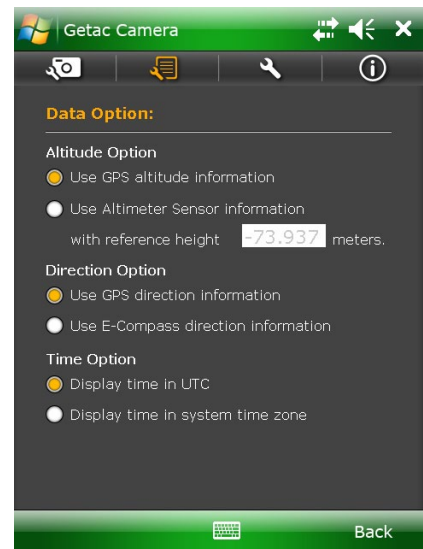 Getac Camera
Data Option:
Altitude Option
Use GPS altitude information
Use Altimeter Sensor information
with reference height -73.937 meters.
Direction Option
Use GPS direction information
Use E-Compass direction information
Time Option
Display time in UTC
Display time in system time zone
Back